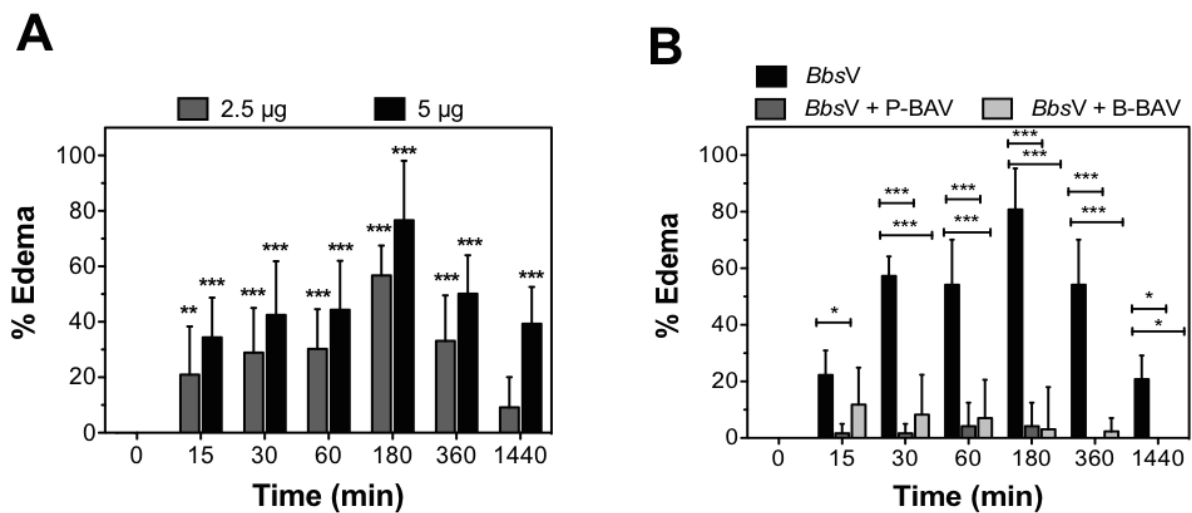 A
2.5 µg 5 µg
% Edema
100
80
60
40
20
0
** *** *** *** *** *** *** *** *** *** ***
0 15 30 60 180 360 1440
Time (min)
B
BbsV
BbsV + P-BAV BbsV + B-BAV
% Edema
100
80
60
40
20
0
* *** *** *** *** *** *** *** *** * *
0 15 30 60 180 360 1440
Time (min)